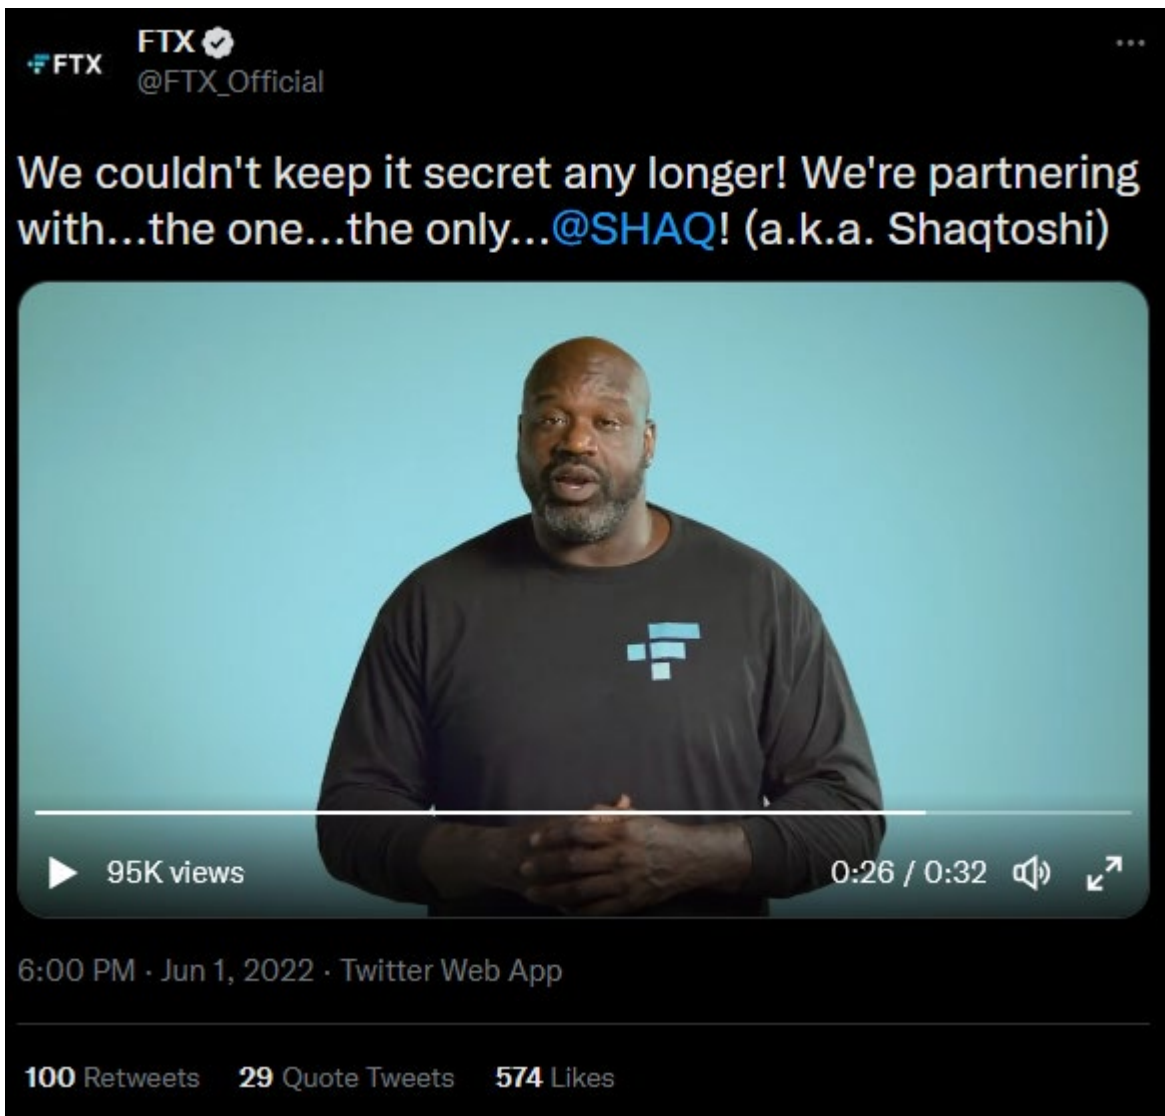 FTX
FTX
@FTX_Official
We couldn't keep it secret any longer! We're partnering
with...the one...the only...@SHAQ! (a.k.a. Shaqtoshi)
95K views
0:26 / 0:32
6:00 PM · Jun 1, 2022 · Twitter Web App
100 Retweets 29 Quote Tweets 574 Likes